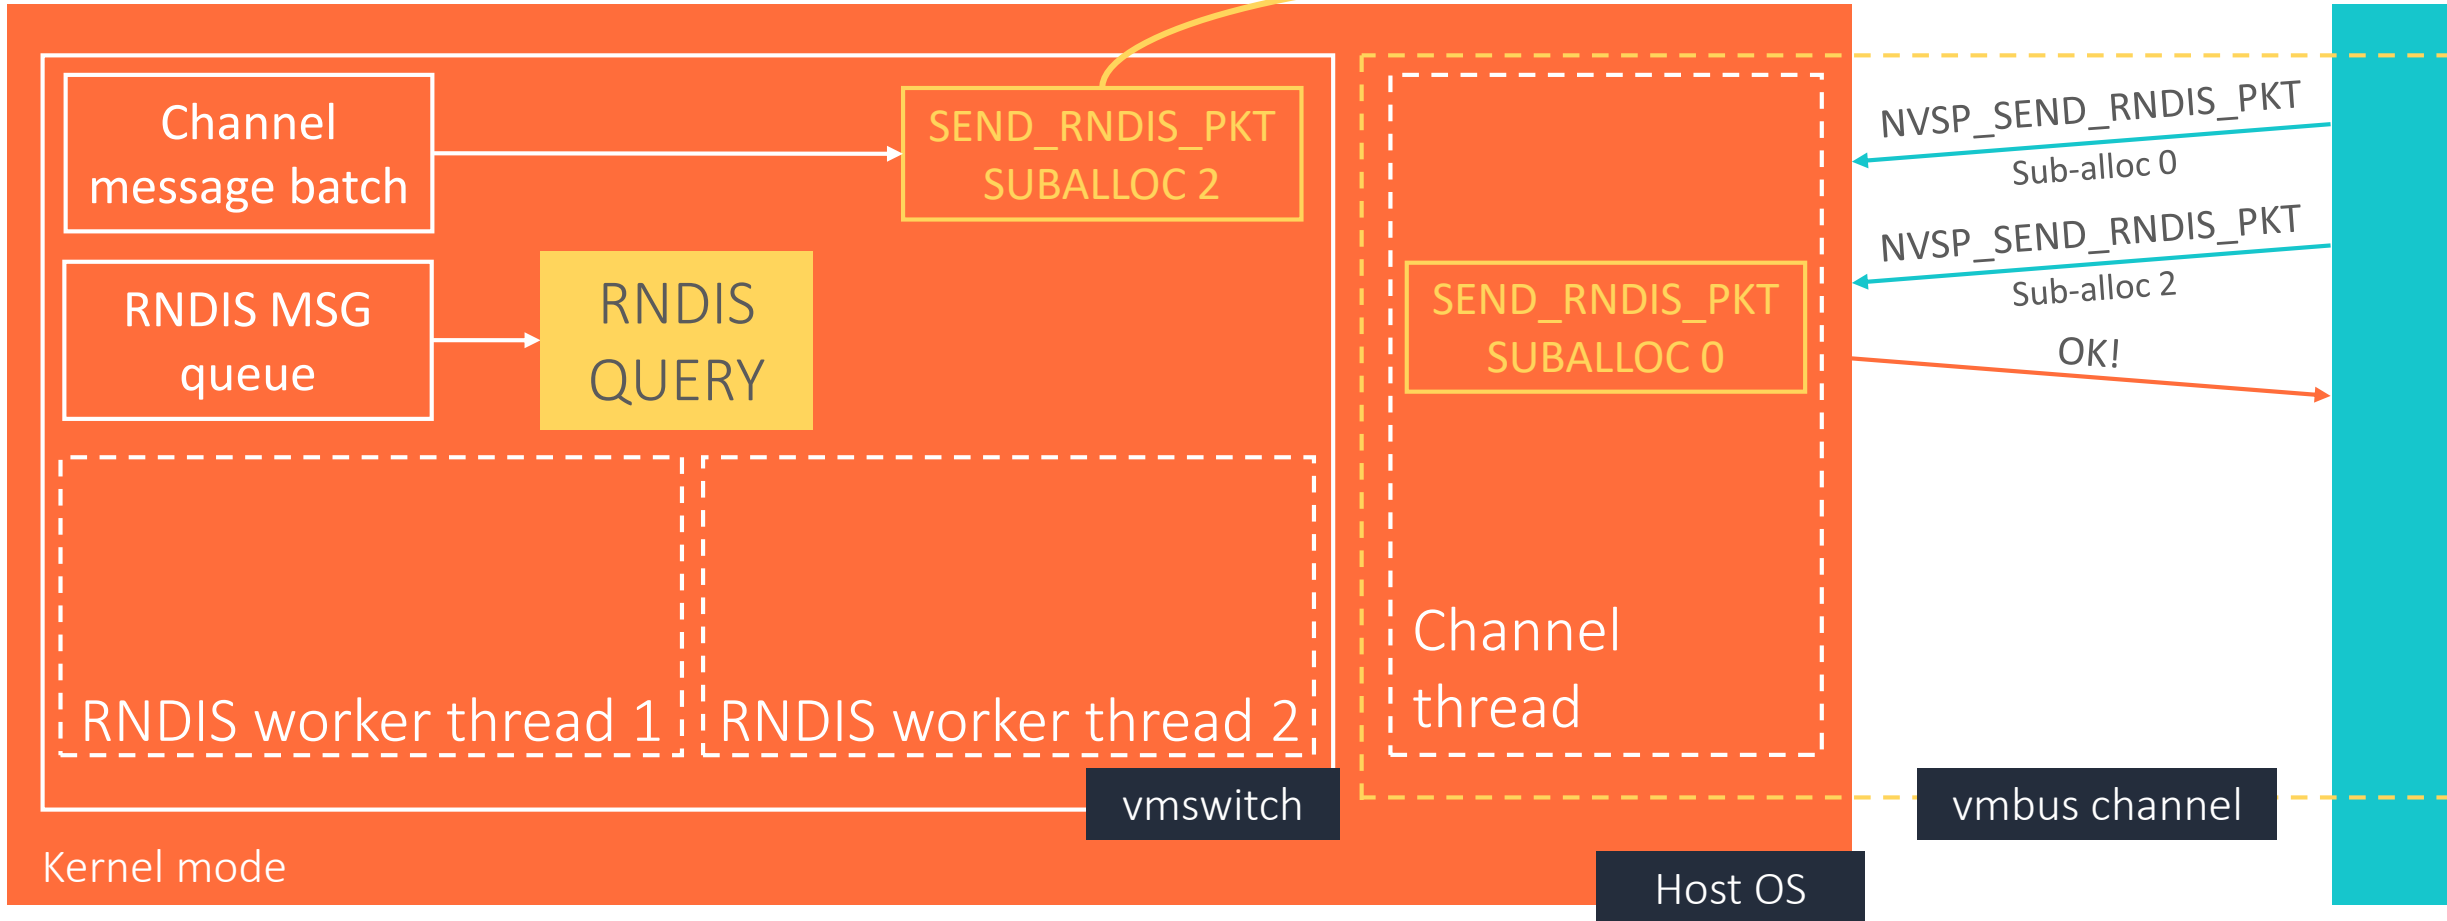 Channel
message batch
SEND_RNDIS_PKT
SUBALLOC 2
RNDIS MSG
queue
RNDIS
QUERY
RNDIS worker thread 1
RNDIS worker thread 2
vmswitch
Kernel mode
SEND_RNDIS_PKT
SUBALLOC 0
Channel
thread
Host OS
NVSP_SEND_RNDIS_PKT
Sub-alloc 0
NVSP_SEND_RNDIS_PKT
Sub-alloc 2
OK!
vmbus channel